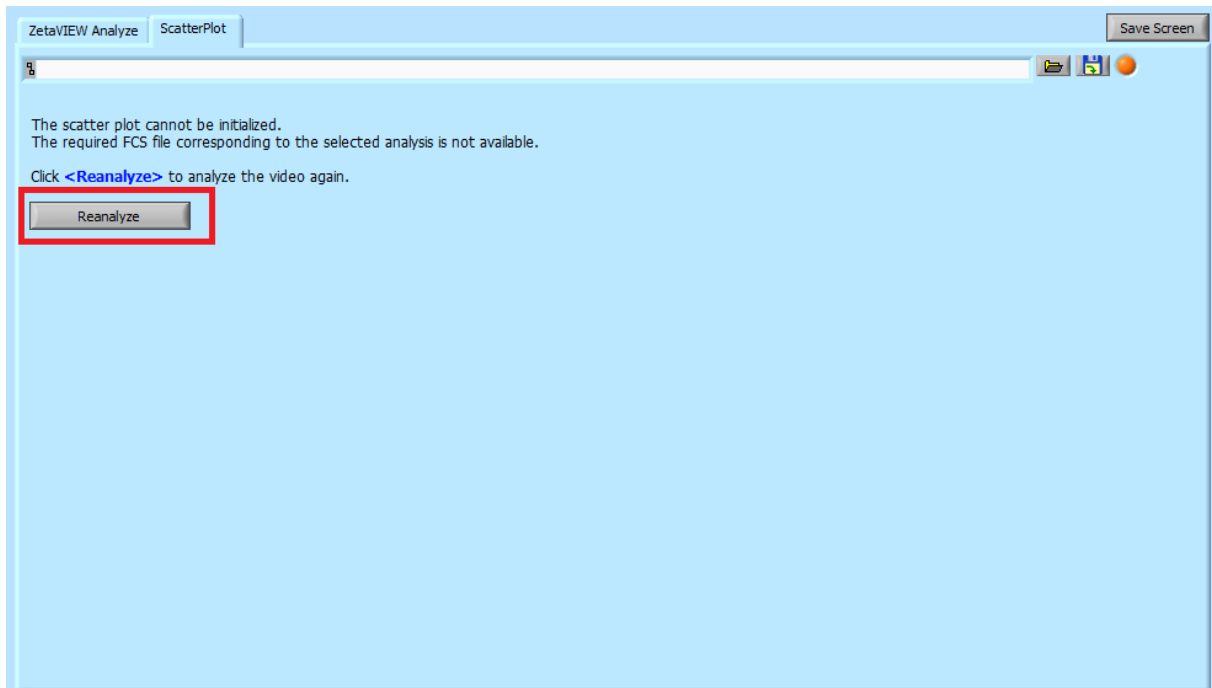 ZetaVIEW Analyze
ScatterPlot
Save Screen
The scatter plot cannot be initialized.
The required FCS file corresponding to the selected analysis is not available.
Click <Reanalyze> to analyze the video again.
Reanalyze